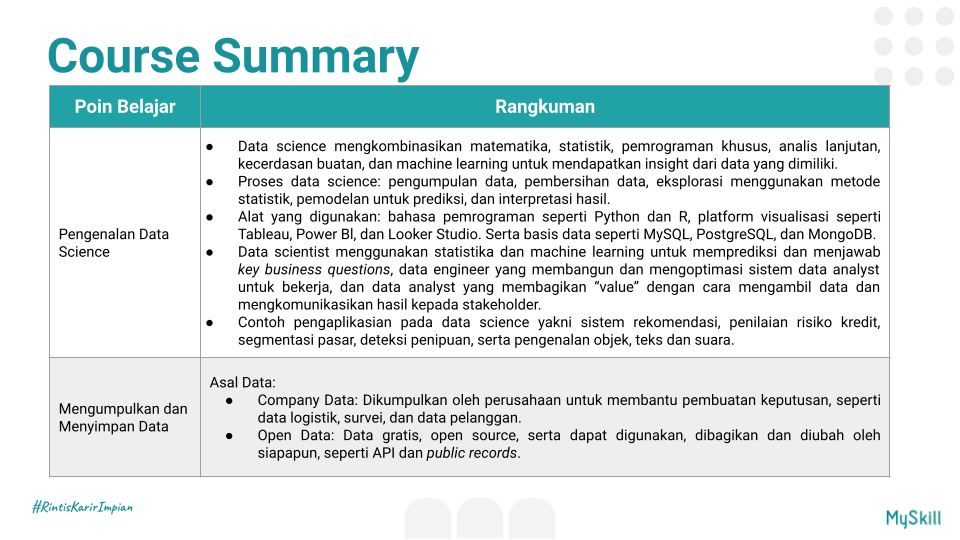 Course Summary
Poin Belajar
Rangkuman
Pengenalan Data
Science
● Data science mengkombinasikan matematika, statistik, pemrograman khusus, analis lanjutan,
kecerdasan buatan, dan machine learning untuk mendapatkan insight dari data yang dimiliki.
● Proses data science: pengumpulan data, pembersihan data, eksplorasi menggunakan metode
statistik, pemodelan untuk prediksi, dan interpretasi hasil.
● Alat yang digunakan: bahasa pemrograman seperti Python dan R, platform visualisasi seperti
Tableau, Power BI, dan Looker Studio. Serta basis data seperti MySQL, PostgreSQL, dan MongoDB.
● Data scientist menggunakan statistika dan machine learning untuk memprediksi dan menjawab
key business questions, data engineer yang membangun dan mengoptimasi sistem data analyst
untuk bekerja, dan data analyst yang membagikan “value” dengan cara mengambil data dan
mengkomunikasikan hasil kepada stakeholder.
● Contoh pengaplikasian pada data science yakni sistem rekomendasi, penilaian risiko kredit,
segmentasi pasar, deteksi penipuan, serta pengenalan objek, teks dan suara.
Mengumpulkan dan
Menyimpan Data
Asal Data:
● Company Data: Dikumpulkan oleh perusahaan untuk membantu pembuatan keputusan, seperti
data logistik, survei, dan data pelanggan.
● Open Data: Data gratis, open source, serta dapat digunakan, dibagikan dan diubah oleh
siapapun, seperti API dan public records.
#RintisKarirImpian
MySkill